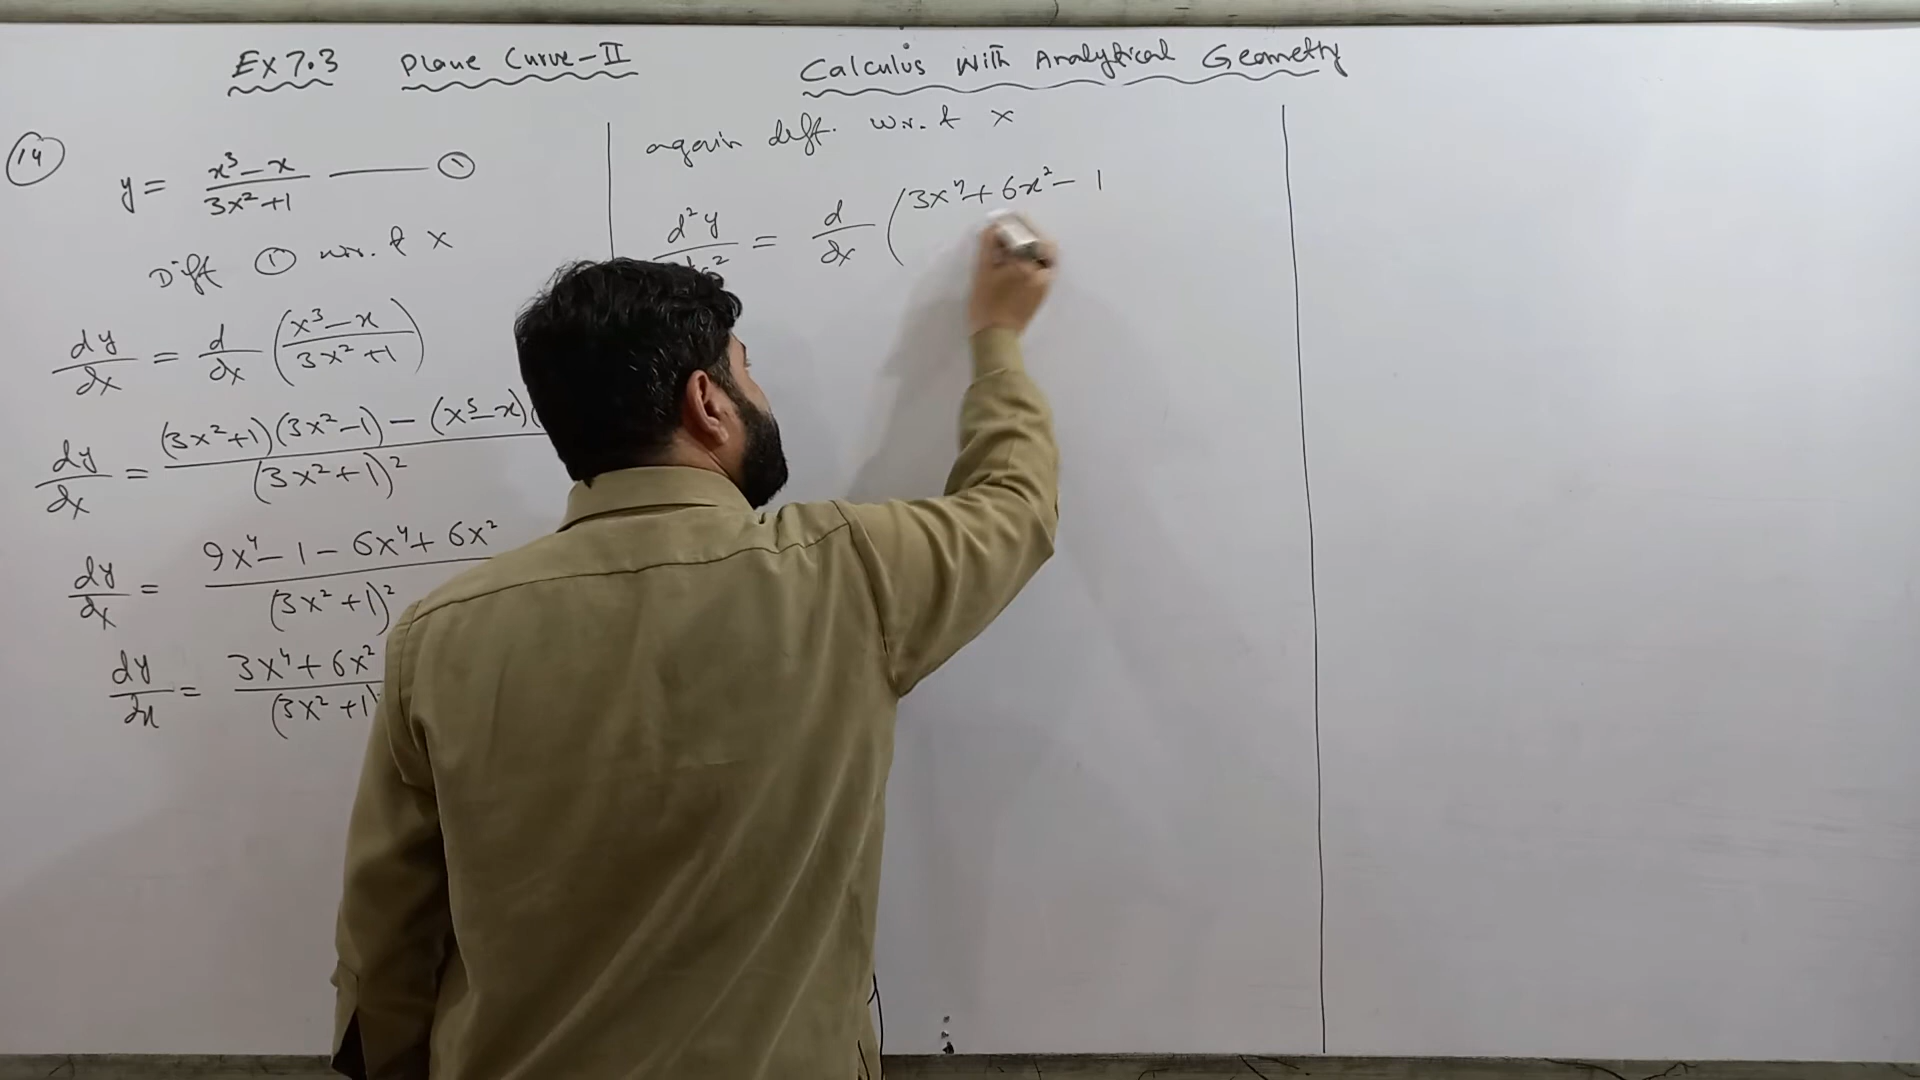 Ex 7.3 Plane Curve-II Calculus With Analytical Geometry
14
y = x³-x / 3x²+1 —— ①
Diff ① w.r.t x
dy/dx = d/dx (x³-x / 3x²+1)
dy/dx = (3x²+1)(3x²-1) - (x³-x)( / (3x²+1)²
dy/dx = 9x⁴-1-6x⁴+6x² / (3x²+1)²
dy/dx = 3x⁴+6x² / (3x²+1)
again diff. w.r.t x
d²y/dx² = d/dx (3x⁴+6x²-1